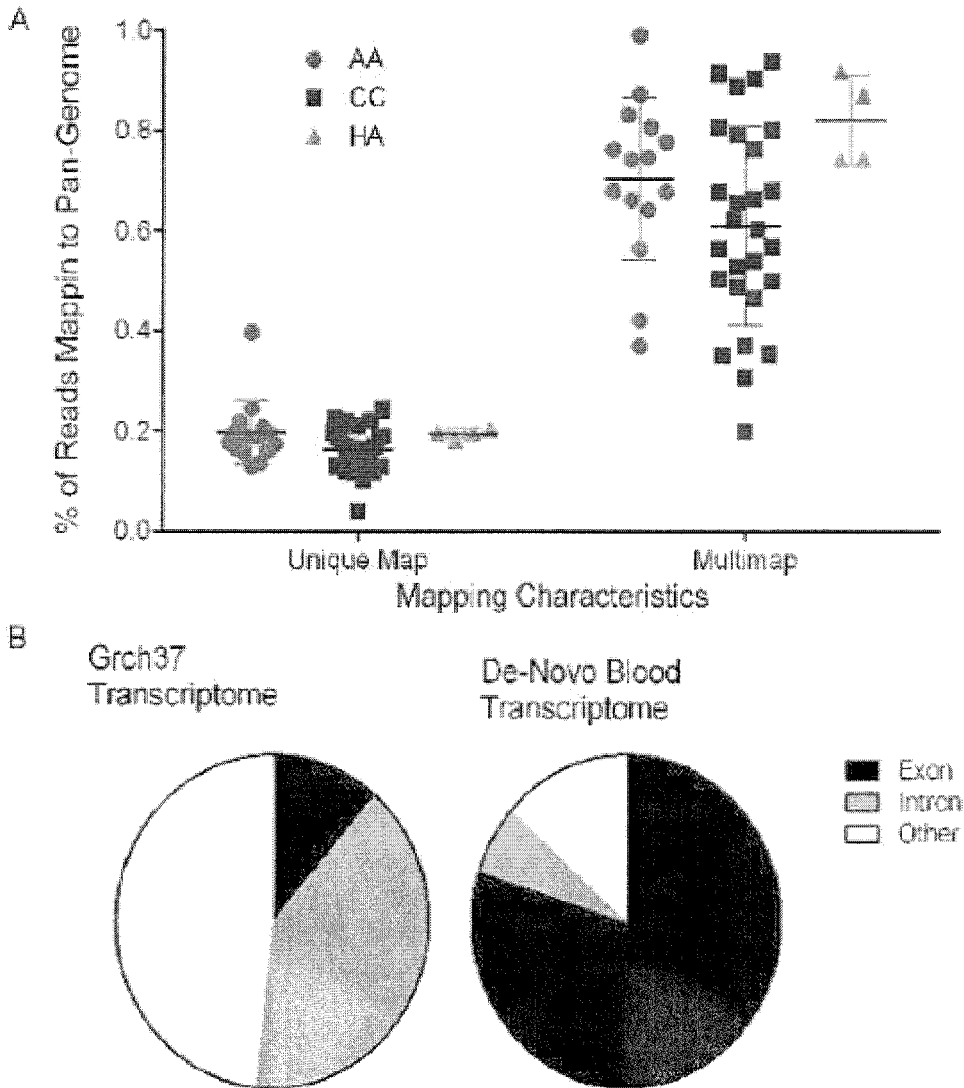 A
1.0
0.8
0.6
0.4
0.2
0.0
% of Reads Mappin to Pan-Genome
AA
CC
HA
Unique Map
Multimap
Mapping Characteristics
B
Grch37
Transcriptome
De-Novo Blood
Transcriptome
Exon
Intron
Other